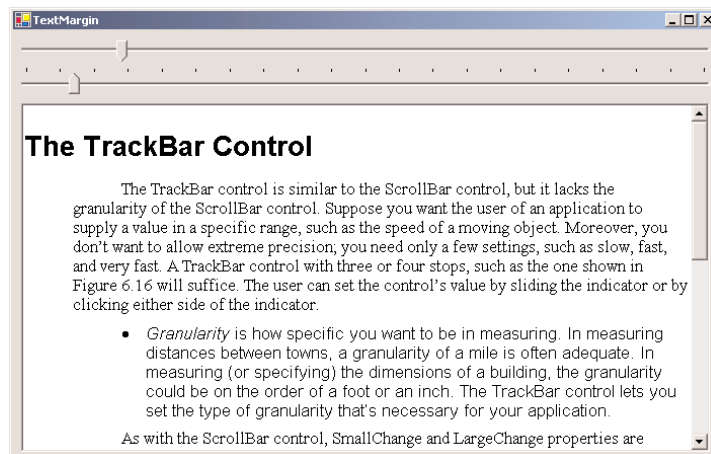 TextMargin
The TrackBar Control
The TrackBar control is similar to the ScrollBar control, but it lacks the
granularity of the ScrollBar control. Suppose you want the user of an application to
supply a value in a specific range, such as the speed of a moving object. Moreover, you
don't want to allow extreme precision; you need only a few settings, such as slow, fast,
and very fast. A TrackBar control with three or four stops, such as the one shown in
Figure 6.16 will suffice. The user can set the control's value by sliding the indicator or by
clicking either side of the indicator.
• Granularity is how specific you want to be in measuring. In measuring
distances between towns, a granularity of a mile is often adequate. In
measuring (or specifying) the dimensions of a building, the granularity
could be on the order of a foot or an inch. The TrackBar control lets you
set the type of granularity that's necessary for your application.
As with the ScrollBar control, SmallChange and LargeChange properties are